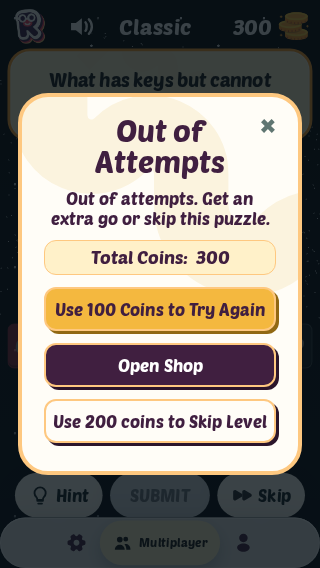 Classic
300
What has keys but cannot
Out of
Attempts
Out of attempts. Get an
extra go or skip this puzzle.
Total Coins: 300
Use 100 Coins to Try Again
Open Shop
Use 200 coins to Skip Level
Hint
SUBMIT
Skip
Multiplayer